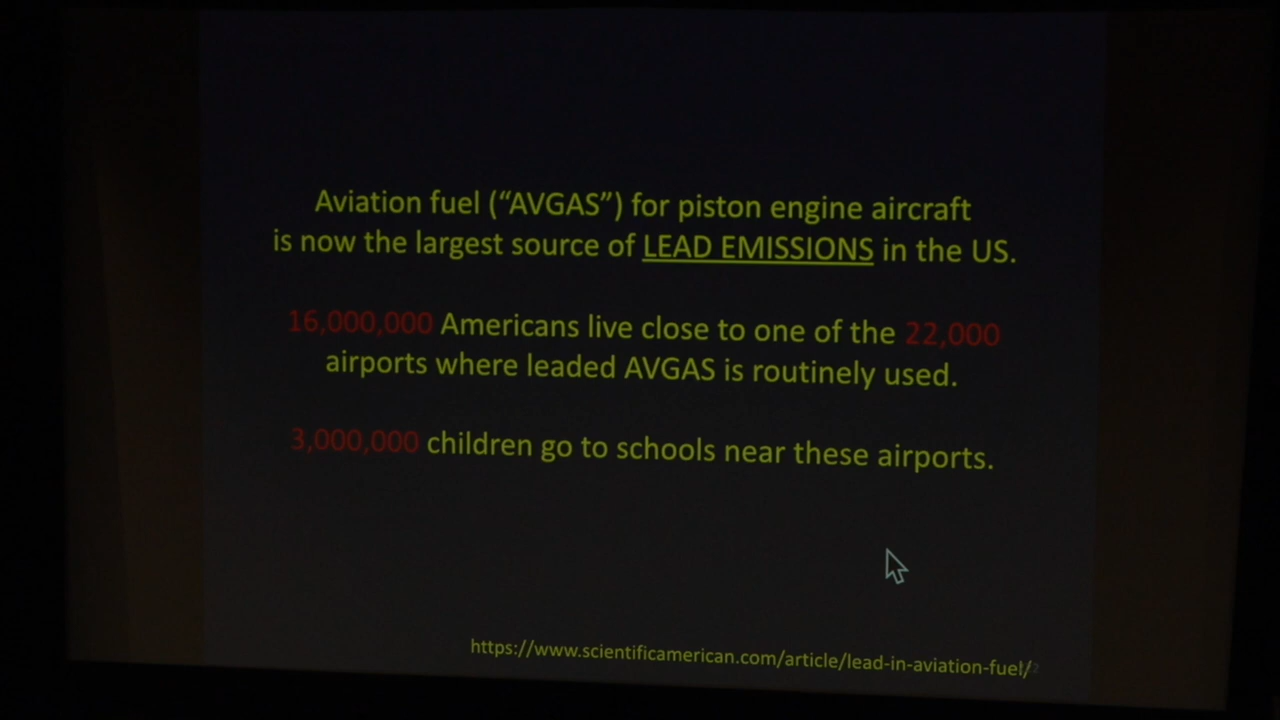 Aviation fuel (“AVGAS”) for piston engine aircraft
is now the largest source of LEAD EMISSIONS in the US.
16,000,000 Americans live close to one of the 22,000
airports where leaded AVGAS is routinely used.
3,000,000 children go to schools near these airports.
https://www.scientificamerican.com/article/lead-in-aviation-fuel/